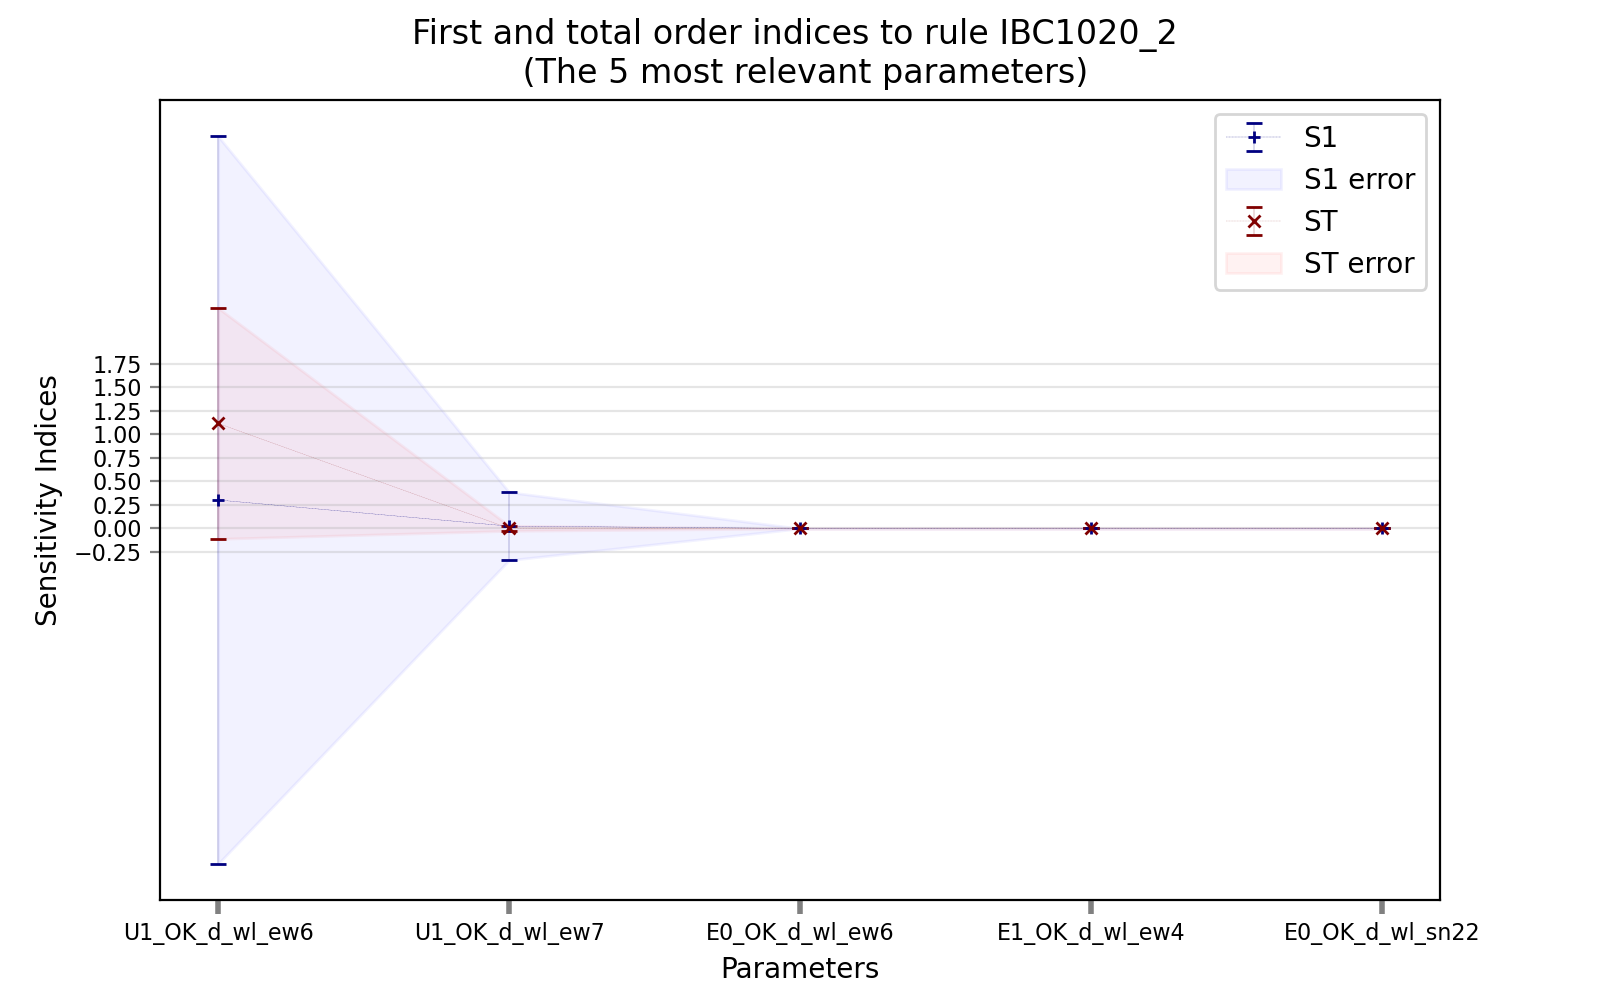 First and total order indices to rule IBC1020_2
(The 5 most relevant parameters)
S1
S1 error
ST
ST error
Sensitivity Indices
1.75
1.50
1.25
1.00
0.75
0.50
0.25
0.00
−0.25
U1_OK_d_wl_ew6
U1_OK_d_wl_ew7
E0_OK_d_wl_ew6
E1_OK_d_wl_ew4
E0_OK_d_wl_sn22
Parameters